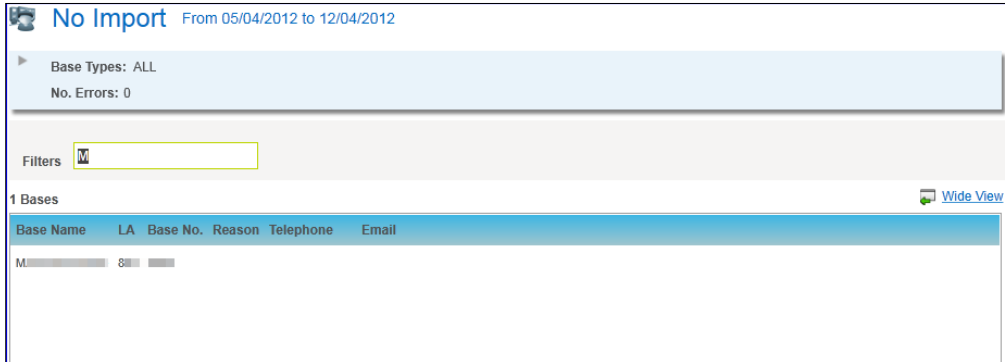 No Import From 05/04/2012 to 12/04/2012
Base Types: ALL
No. Errors: 0
Filters M
1 Bases Wide View
Base Name LA Base No. Reason Telephone Email
M 8